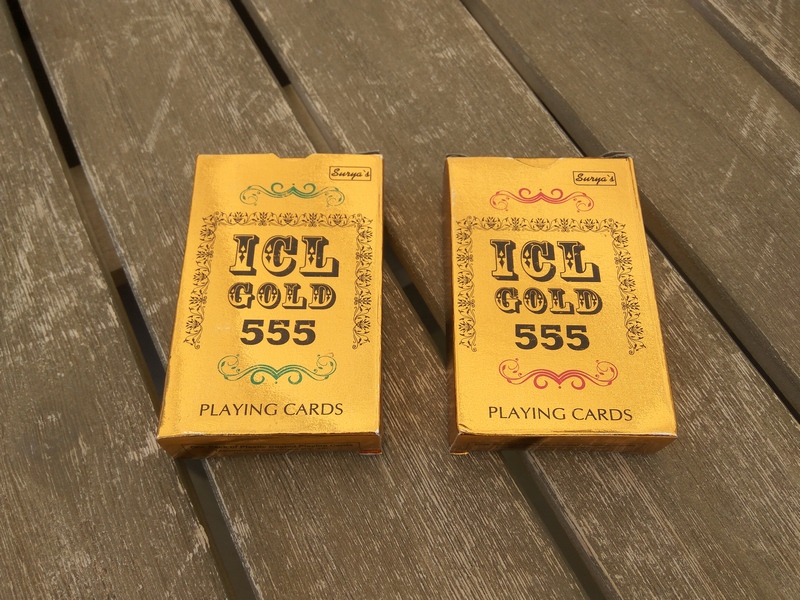 Surya's
ICL
GOLD
555
PLAYING CARDS
Surya's
ICL
GOLD
555
PLAYING CARDS